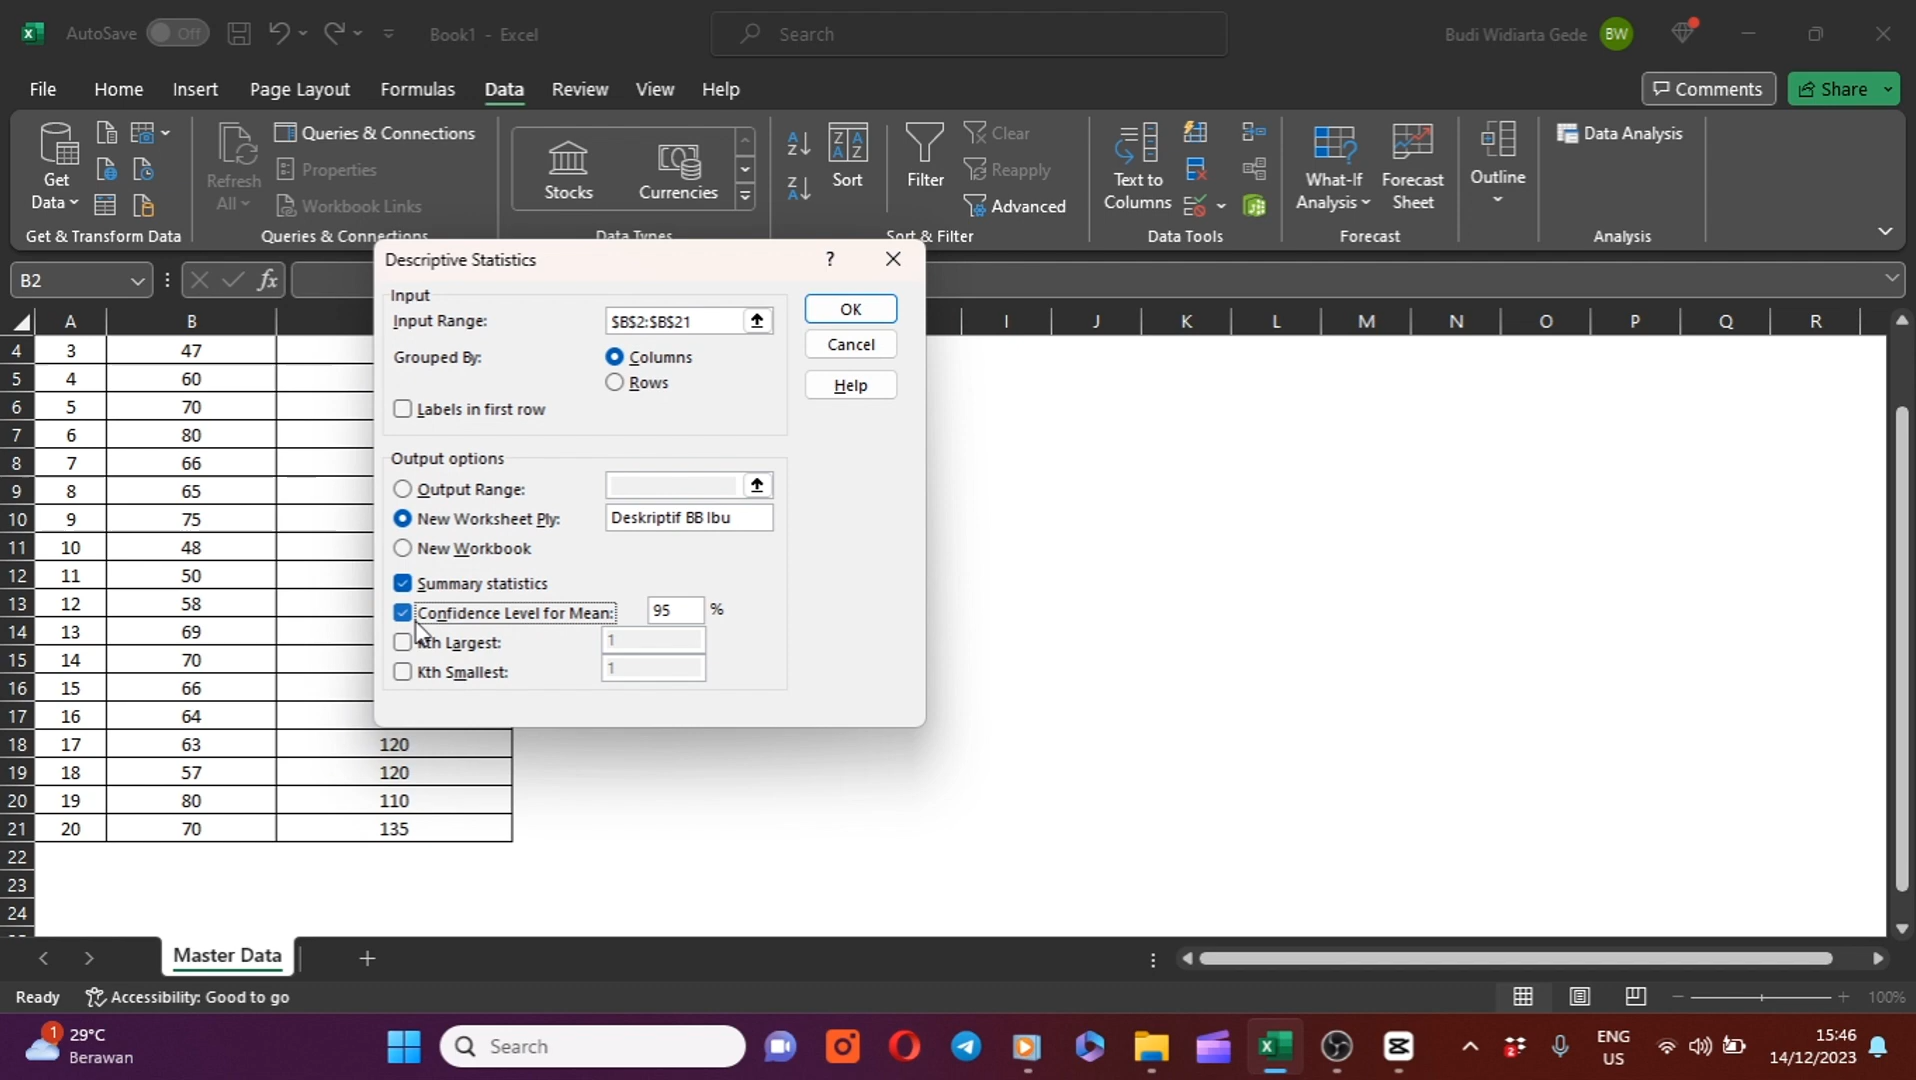 AutoSave Off Book1 - Excel Search Budi Widiarta Gede BW
File Home Insert Page Layout Formulas Data Review View Help Comments Share
Get Data
Refresh All
Queries & Connections
Properties
Workbook Links
Stocks Currencies
Sort
Filter
Clear
Reapply
Advanced
Text to Columns
What-If Analysis
Forecast Sheet
Outline
Data Analysis
Get & Transform Data Queries & Connections Data Types Sort & Filter Data Tools Forecast Analysis
B2 fx
Descriptive Statistics ?
Input
Input Range: $B$2:$B$21 OK
Grouped By: Columns Cancel
Rows Help
Labels in first row
Output options
Output Range:
New Worksheet Ply: Deskriptif BB Ibu
New Workbook
Summary statistics
Confidence Level for Mean: 95 %
Kth Largest: 1
Kth Smallest: 1
A B I J K L M N O P Q R
4 3 47
5 4 60
6 5 70
7 6 80
8 7 66
9 8 65
10 9 75
11 10 48
12 11 50
13 12 58
14 13 69
15 14 70
16 15 66
17 16 64
18 17 63 120
19 18 57 120
20 19 80 110
21 20 70 135
22
23
24
Master Data
Ready Accessibility: Good to go 100%
1 29°C
Berawan
Search
2
ENG
US
15:46
14/12/2023